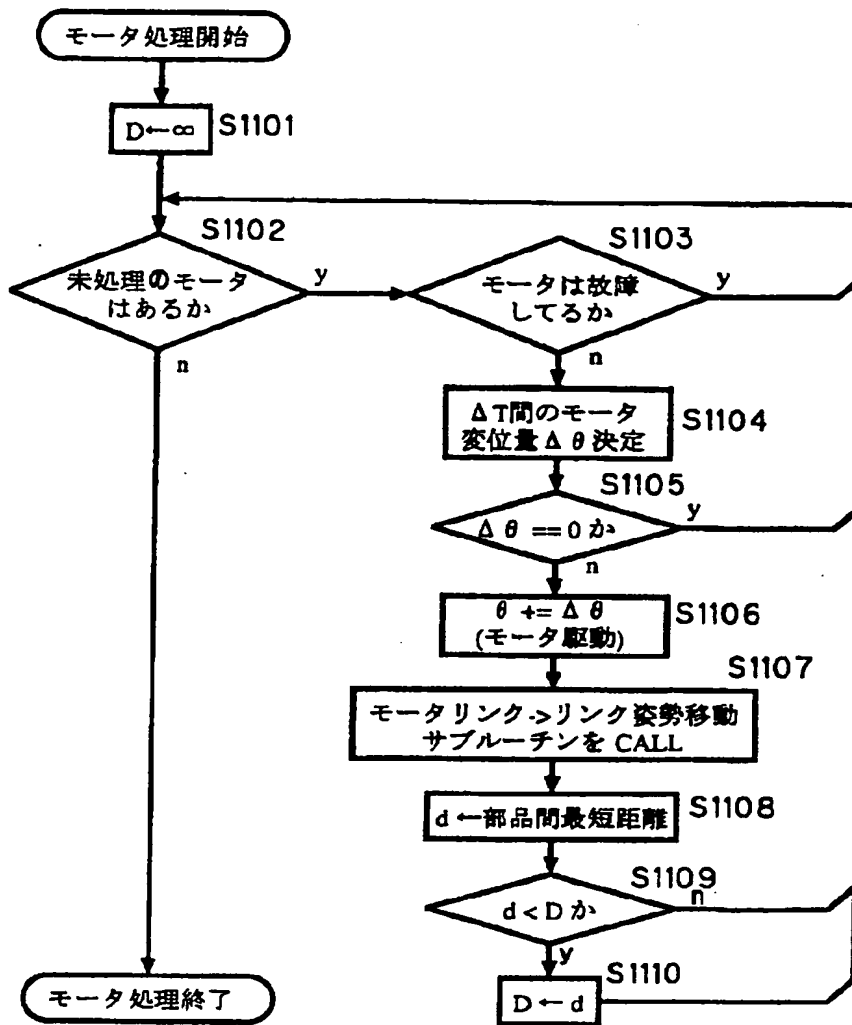 モータ処理開始
D←∞
S1101
S1102
未処理のモータ
はあるか
y
n
S1103
モータは故障
してるか
y
n
ΔT間のモータ
変位量Δθ決定
S1104
S1105
Δθ==0か
y
n
θ += Δθ
(モータ駆動)
S1106
S1107
モータリンク->リンク姿勢移動
サブルーチンを CALL
d←部品間最短距離
S1108
S1109
d<Dか
n
y
S1110
D←d
モータ処理終了